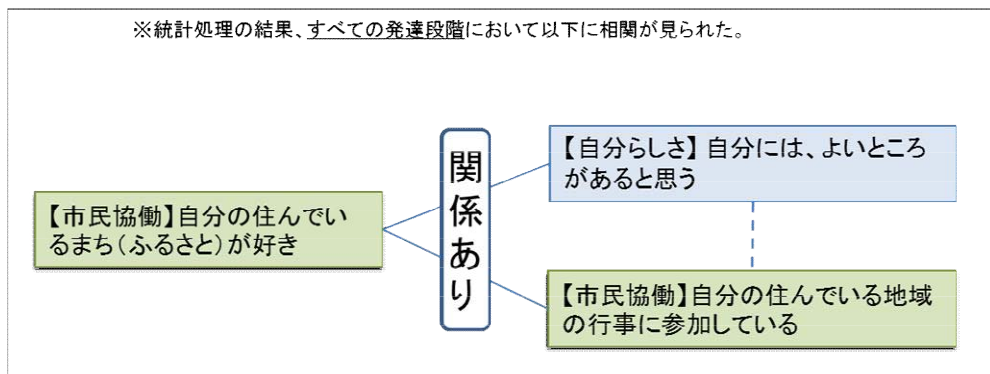 ※統計処理の結果、すべての発達段階において以下に相関が見られた。
【市民協働】自分の住んでい
るまち（ふるさと）が好き
関係あり
【自分らしさ】 自分には、よいところ
があると思う
【市民協働】自分の住んでいる地域
の行事に参加している